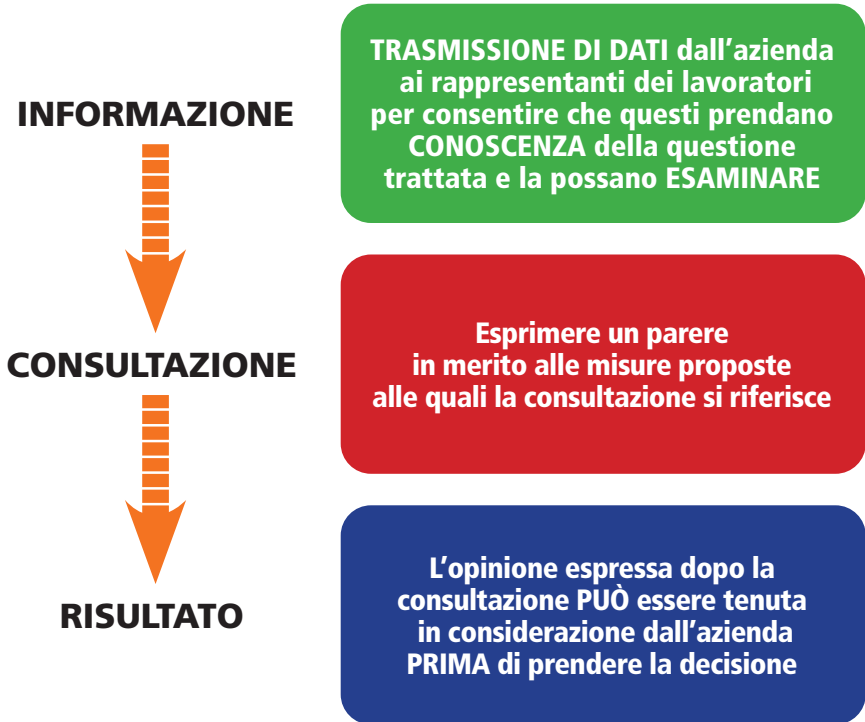 INFORMAZIONE
TRASMISSIONE DI DATI dall’azienda
ai rappresentanti dei lavoratori
per consentire che questi prendano
CONOSCENZA della questione
trattata e la possano ESAMINARE
CONSULTAZIONE
Esprimere un parere
in merito alle misure proposte
alle quali la consultazione si riferisce
RISULTATO
L’opinione espressa dopo la
consultazione PUÒ essere tenuta
in considerazione dall’azienda
PRIMA di prendere la decisione